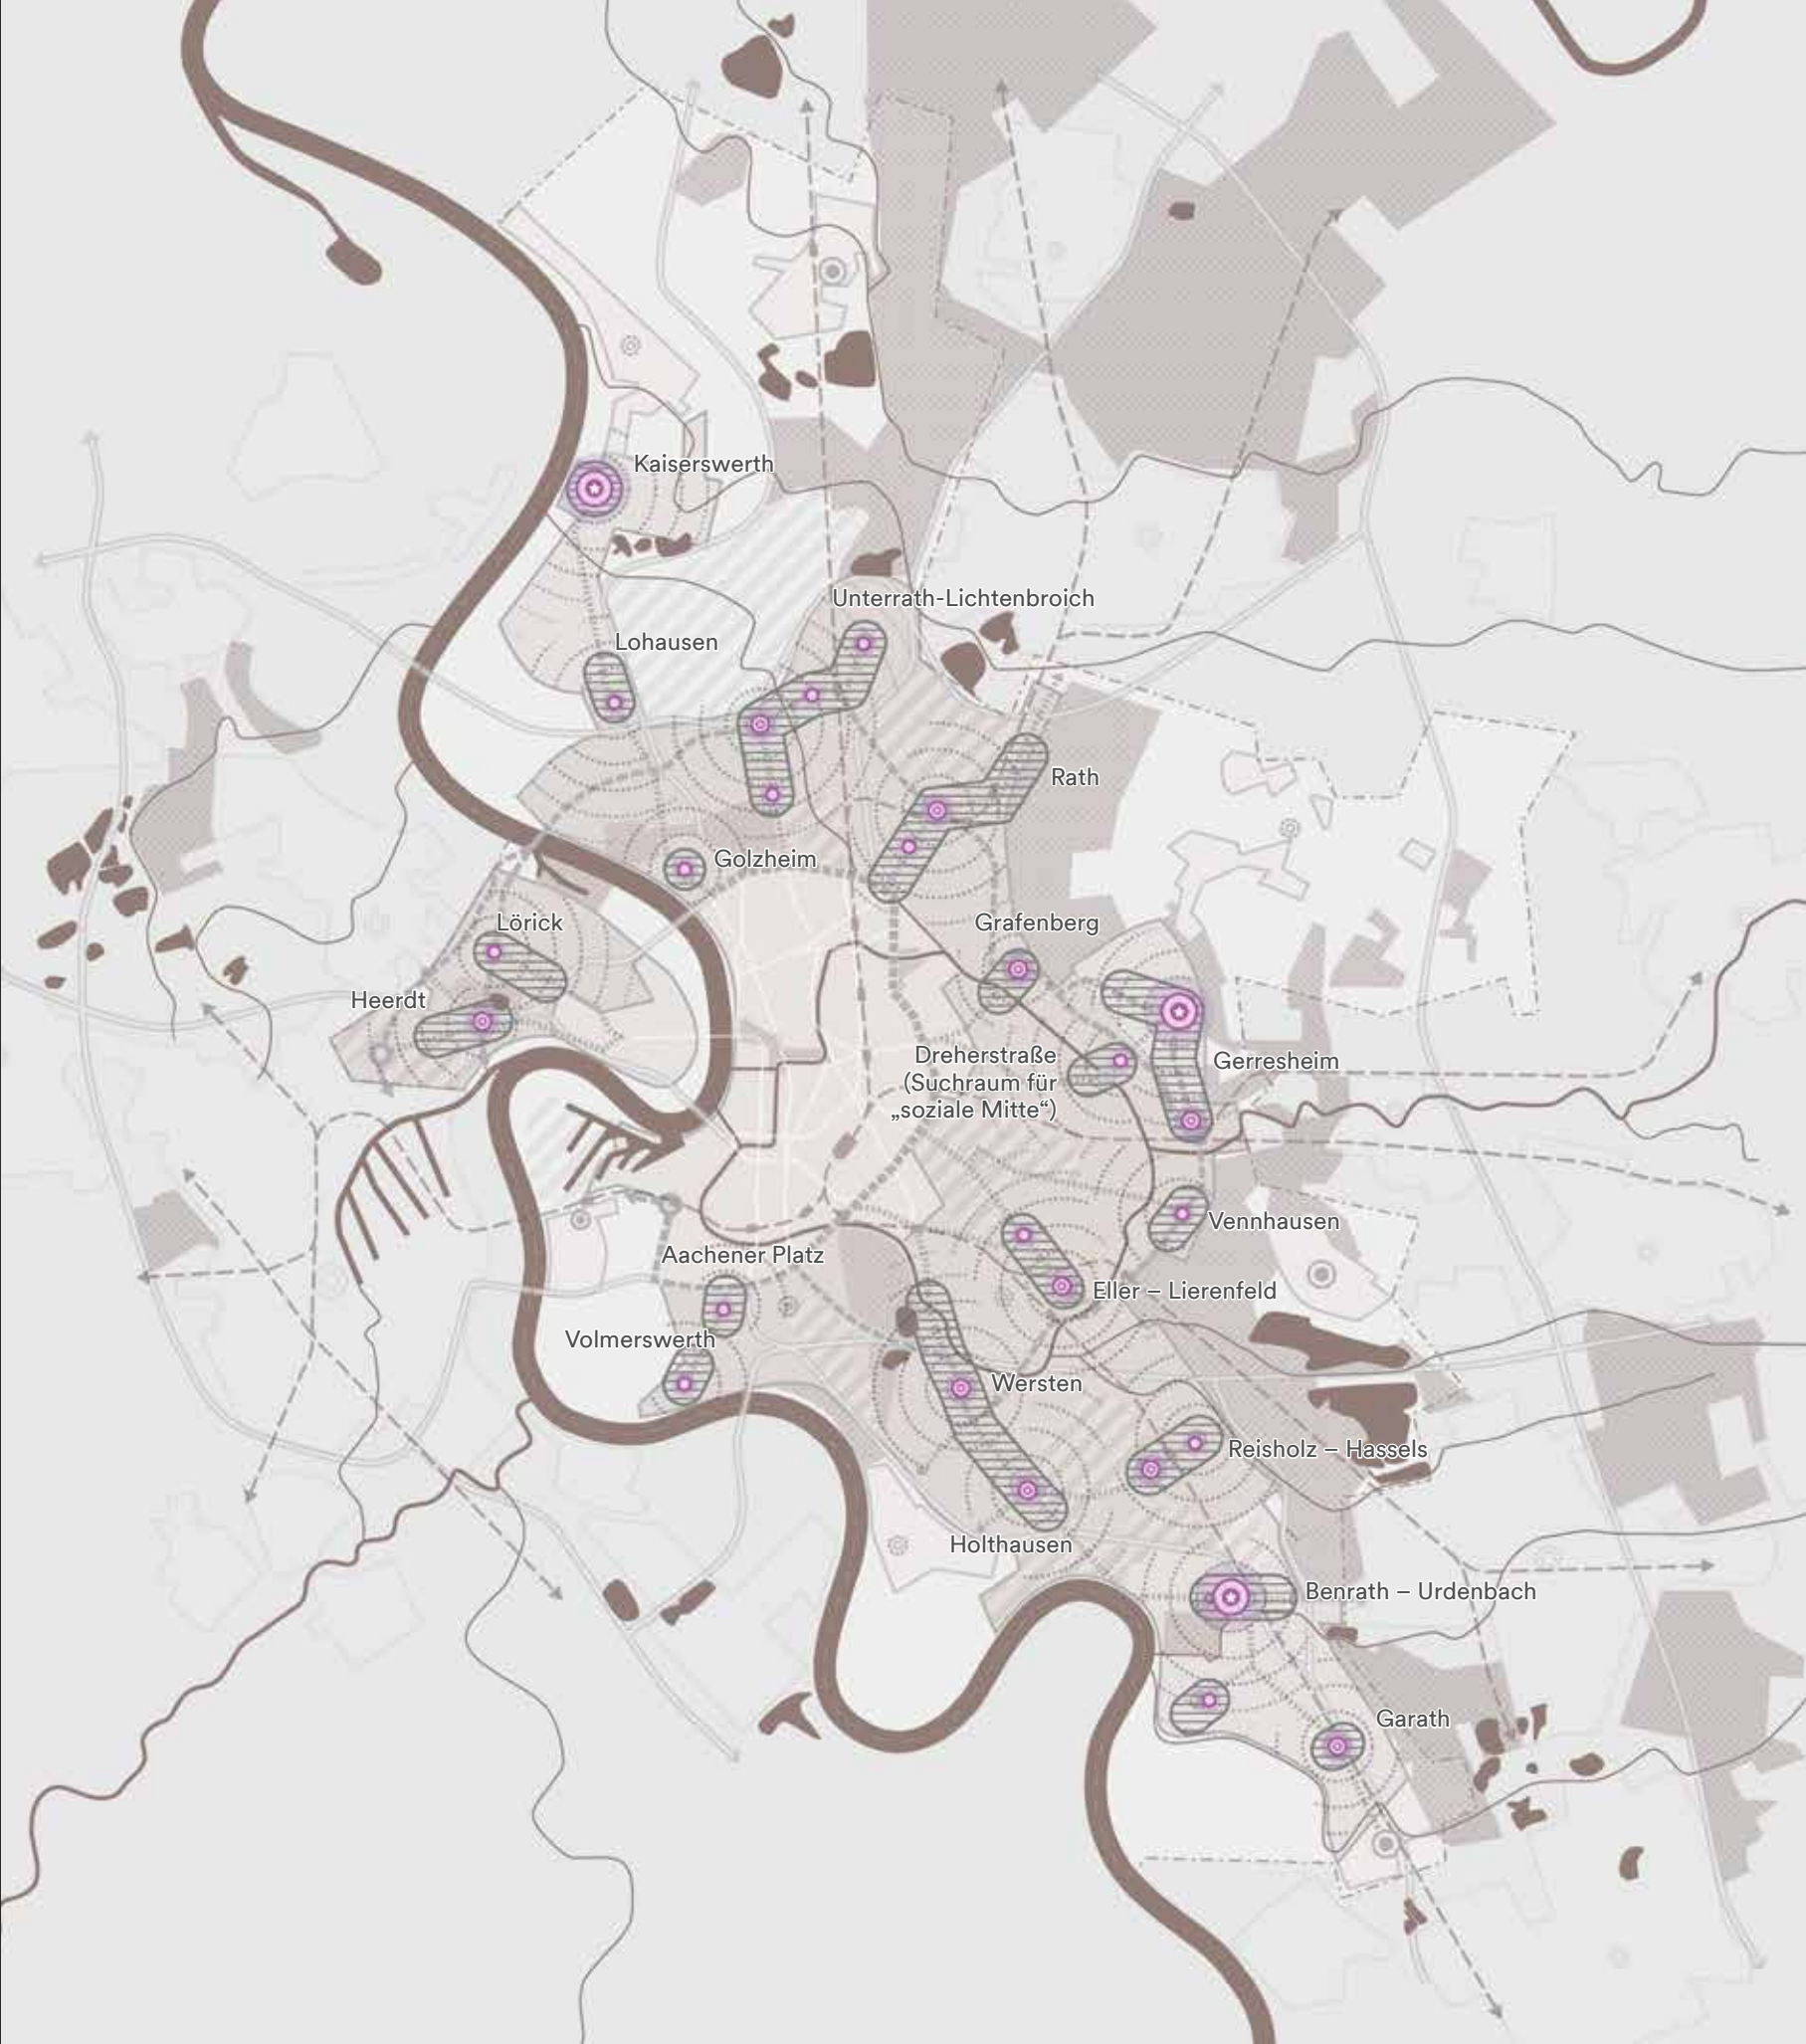 Kaiserswerth
Unterrath-Lichtenbroich
Lohausen
Rath
Golzheim
Lörick
Grafenberg
Heerdt
Dreherstraße
(Suchraum für
„soziale Mitte“)
Gerresheim
Vennhausen
Aachener Platz
Eller – Lierenfeld
Volmerswerth
Wersten
Reisholz – Hassels
Holthausen
Benrath – Urdenbach
Garath